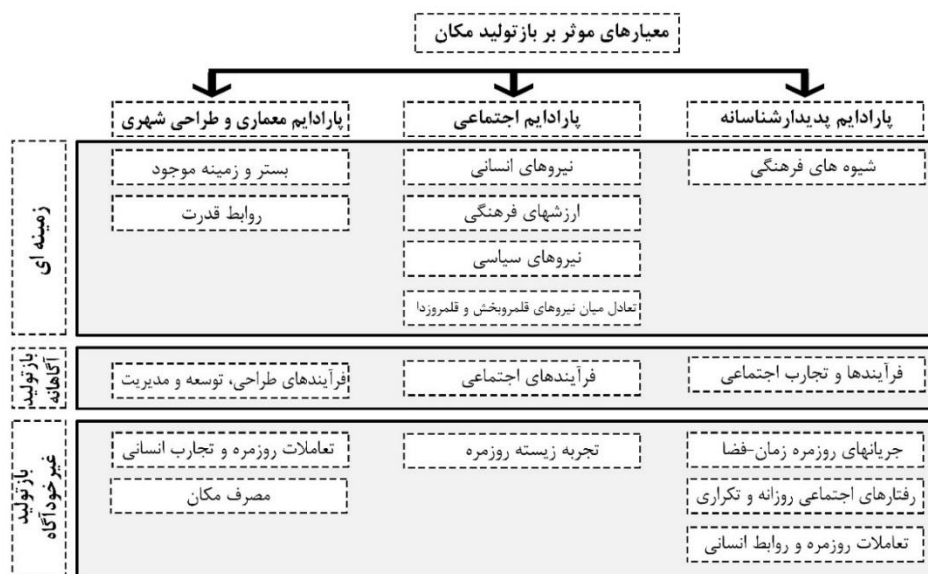 معیارهای موثر بر بازتولید مکان
پارادایم پدیدارشناسانه
پارادایم اجتماعی
پارادایم معماری و طراحی شهری
زمینه ای
شیوه های فرهنگی
نیروهای انسانی
ارزشهای فرهنگی
نیروهای سیاسی
تعادل میان نیروهای قلمروبخش و قلمروزدا
بستر و زمینه موجود
روابط قدرت
بازتولید
آگاهانه
فرآیندها و تجارب اجتماعی
فرآیندهای اجتماعی
فرآیندهای طراحی، توسعه و مدیریت
بازتولید
غیرخودآگاه
جریانهای روزمره زمان-فضا
رفتارهای اجتماعی روزانه و تکراری
تعاملات روزمره و روابط انسانی
تجربه زیسته روزمره
تعاملات روزمره و تجارب انسانی
مصرف مکان